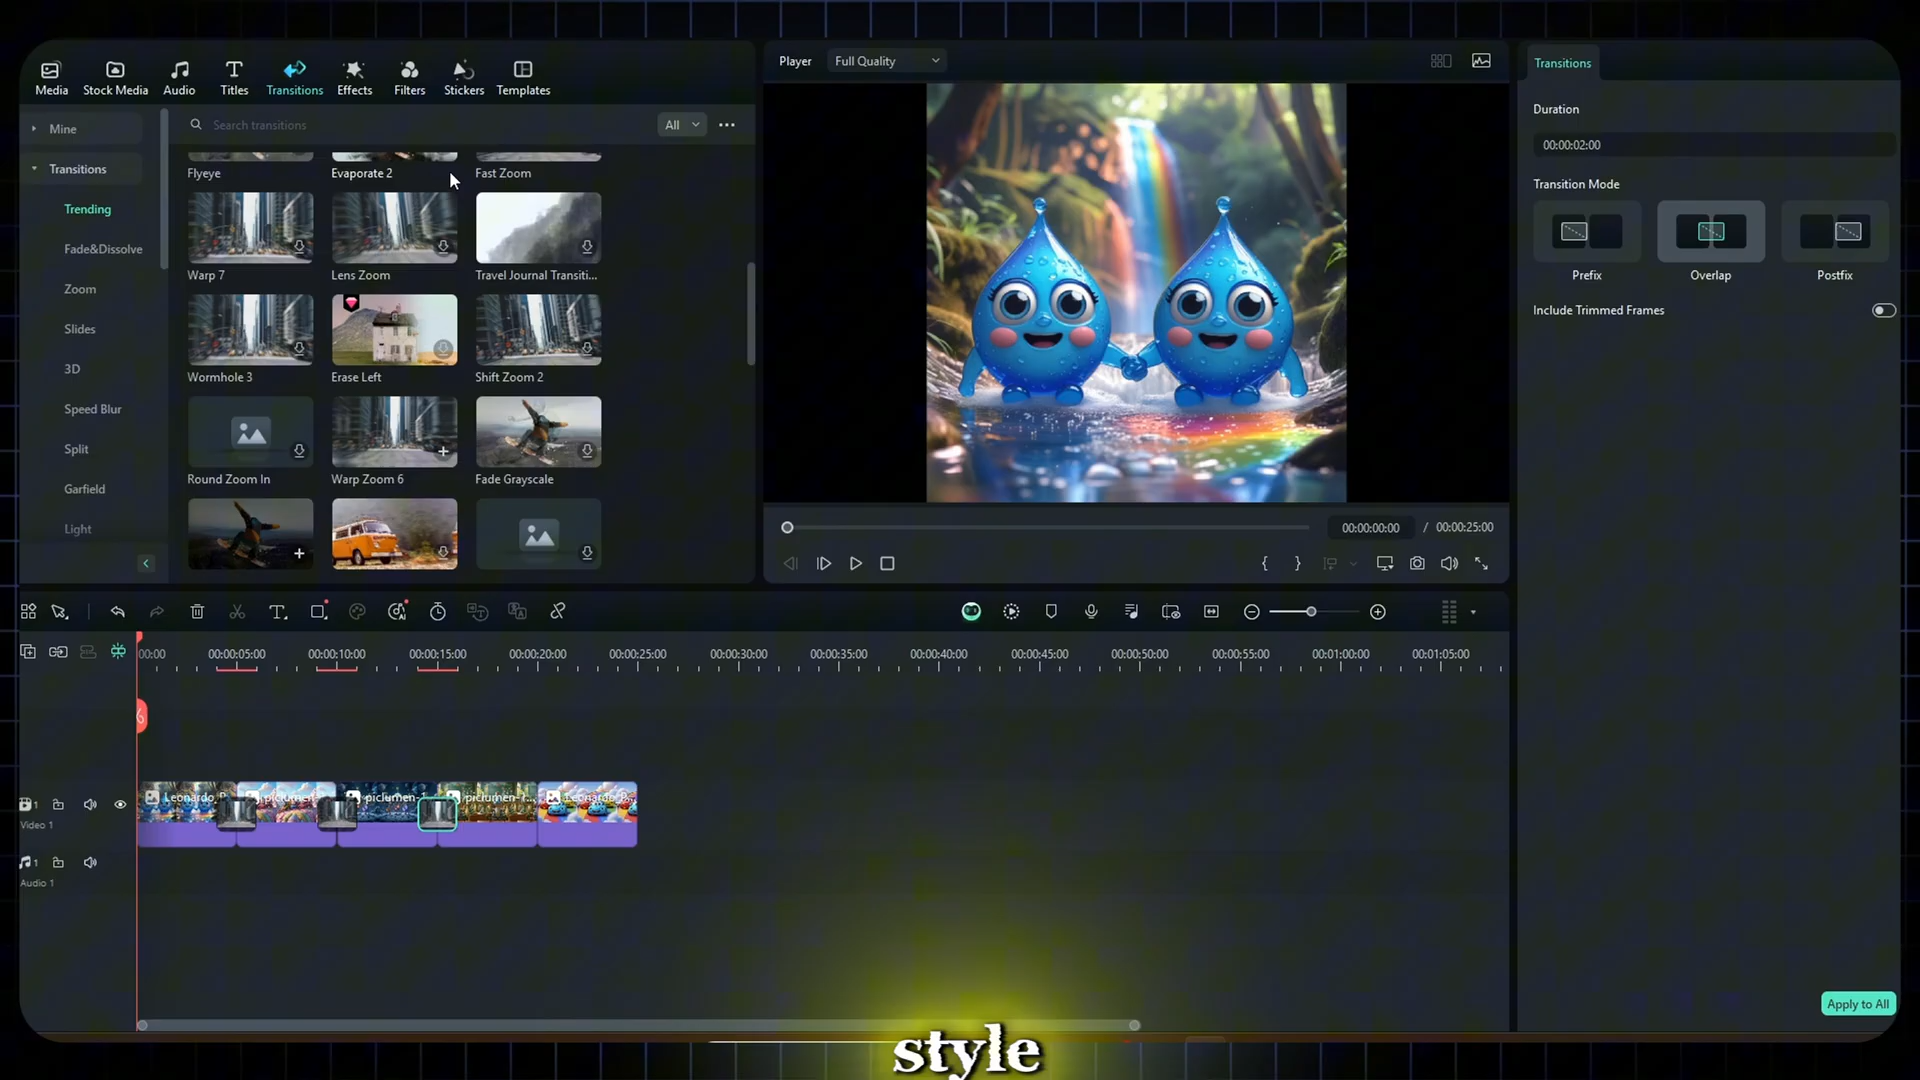 Media
Stock Media
Audio
Titles
Transitions
Effects
Filters
Stickers
Templates
Mine
Transitions
Trending
Fade&Dissolve
Zoom
Slides
3D
Speed Blur
Split
Garfield
Light
Search transitions
All
Flyeye
Evaporate 2
Fast Zoom
Warp 7
Lens Zoom
Travel Journal Transiti...
Wormhole 3
Erase Left
Shift Zoom 2
Round Zoom In
Warp Zoom 6
Fade Grayscale
Player
Full Quality
00:00:00:00 / 00:00:25:00
Transitions
Duration
00:00:02:00
Transition Mode
Prefix
Overlap
Postfix
Include Trimmed Frames
Apply to All
00:00
00:00:05:00
00:00:10:00
00:00:15:00
00:00:20:00
00:00:25:00
00:00:30:00
00:00:35:00
00:00:40:00
00:00:45:00
00:00:50:00
00:00:55:00
00:01:00:00
00:01:05:00
1
Video 1
1
Audio 1
style